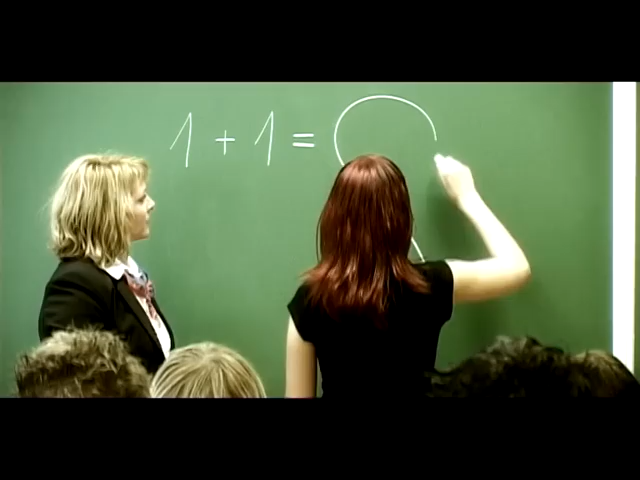 1 + 1 =